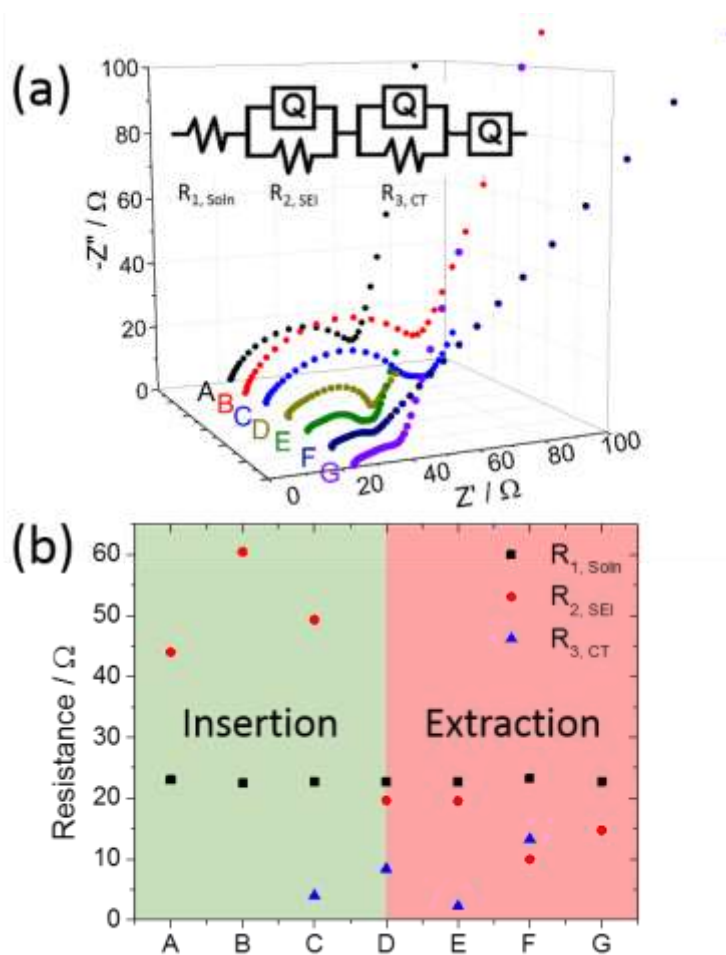 (a)
100
80
60
40
20
0
-Z'' / Ω
Q
Q
Q
R1, Soln
R2, SEI
R3, CT
A
B
C
D
E
F
G
0
20
40
60
80
100
Z' / Ω
(b)
60
50
40
30
20
10
0
Resistance / Ω
R1, Soln
R2, SEI
R3, CT
Insertion
Extraction
A B C D E F G